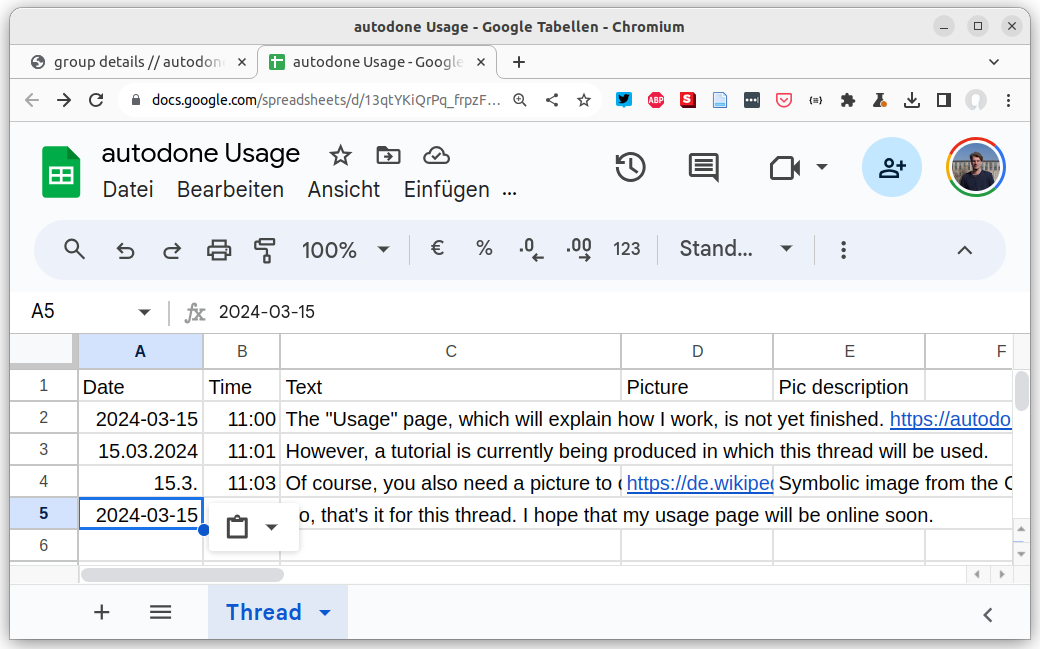 autodone Usage - Google Tabellen - Chromium
group details // autodon
autodone Usage - Google
docs.google.com/spreadsheets/d/13qtYKiQrPq_frpzF...
ABP
S
autodone Usage
Datei Bearbeiten Ansicht Einfügen ...
100% € % .0 .00 123 Stand...
A5 fx 2024-03-15
A B C D E F
1 Date Time Text Picture Pic description
2 2024-03-15 11:00 The "Usage" page, which will explain how I work, is not yet finished. https://autodo
3 15.03.2024 11:01 However, a tutorial is currently being produced in which this thread will be used.
4 15.3. 11:03 Of course, you also need a picture to https://de.wikiped Symbolic image from the
5 2024-03-15 o, that's it for this thread. I hope that my usage page will be online soon.
6
Thread